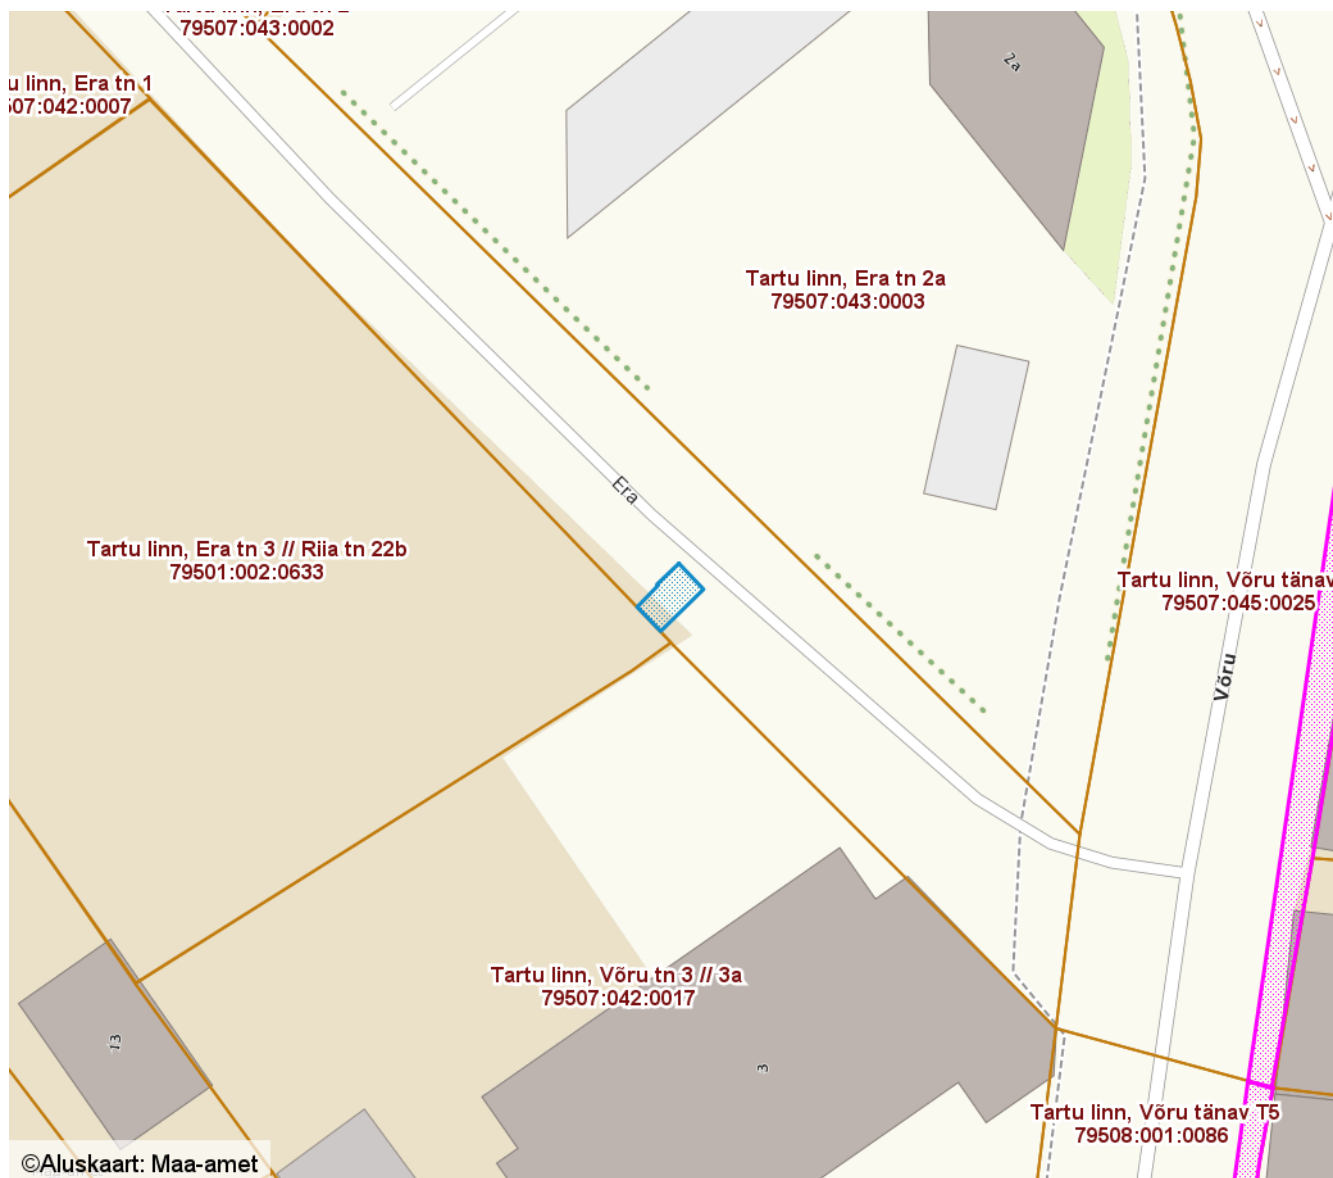 79507:043:0002
u linn, Era tn 1
507:042:0007
2a
Tartu linn, Era tn 2a
79507:043:0003
Era
Tartu linn, Era tn 3 // Riia tn 22b
79501:002:0633
Tartu linn, Võru tänav
79507:045:0025
Võru
Tartu linn, Võru tn 3 // 3a
79507:042:0017
13
3
Tartu linn, Võru tänav T5
79508:001:0086
©Aluskaart: Maa-amet